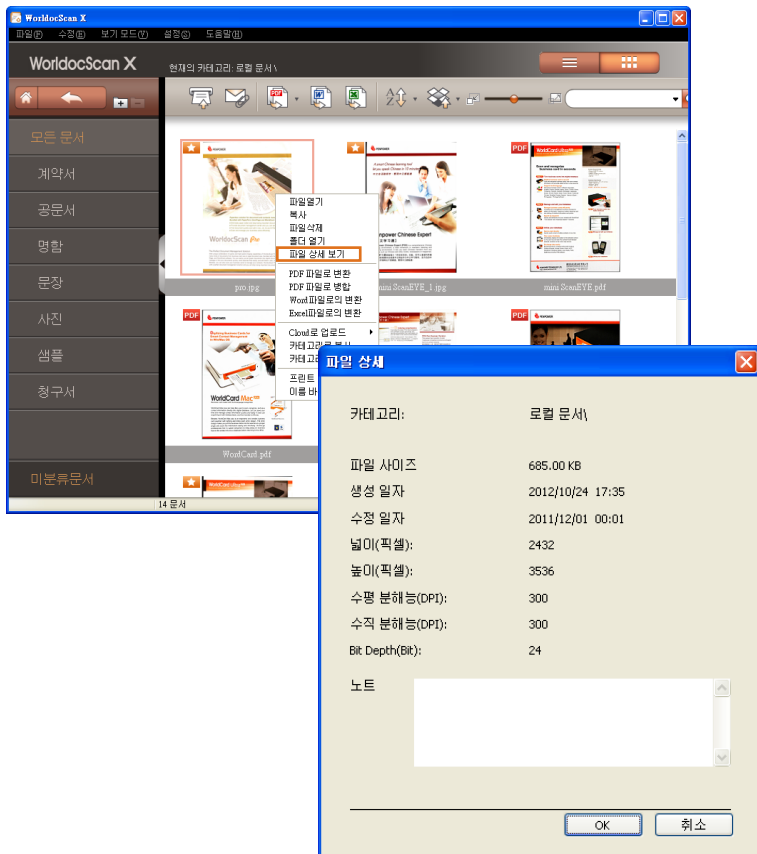 WorldocScan X
파일(F) 수정(E) 보기 모드(V) 설정(S) 도움말(H)
WorldocScan X
현재의 카테고리: 로컬 문서\
모든 문서
계약서
공문서
명함
문장
사진
샘플
청구서
미분류문서
PDF
WorldocScan Pro
pro.jpg
mini ScanEYE_1.jpg
mini ScanEYE.pdf
파일열기
복사
파일삭제
폴더 열기
파일 상세 보기
PDF 파일로 변환
PDF 파일로 병합
Word파일로의 변환
Excel파일로의 변환
Cloud로 업로드
프린트
PDF
PDF
WorldCard Mac
WordCard.pdf
14 문서
파일 상세
카테고리: 로컬 문서\
파일 사이즈 685.00 KB
생성 일자 2012/10/24 17:35
수정 일자 2011/12/01 00:01
넓이(픽셀): 2432
높이(픽셀): 3536
수평 분해능(DPI): 300
수직 분해능(DPI): 300
Bit Depth(Bit): 24
노트
OK 취소